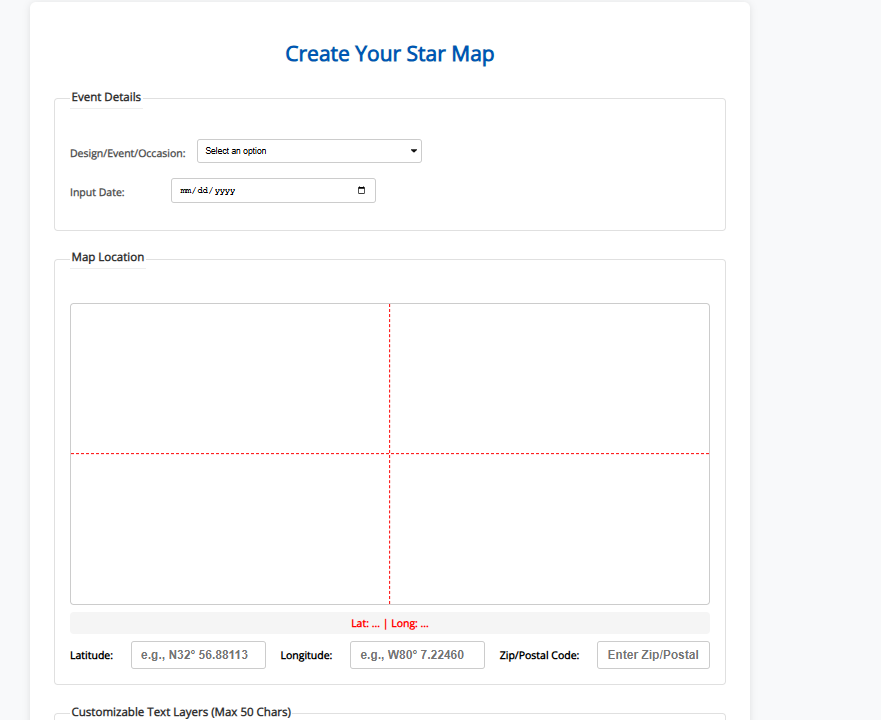 Create Your Star Map
Event Details
Design/Event/Occasion: Select an option
Input Date: mm/dd/yyyy
Map Location
Lat: ... | Long: ...
Latitude: e.g., N32° 56.88113 Longitude: e.g., W80° 7.22460 Zip/Postal Code: Enter Zip/Postal
Customizable Text Layers (Max 50 Chars)